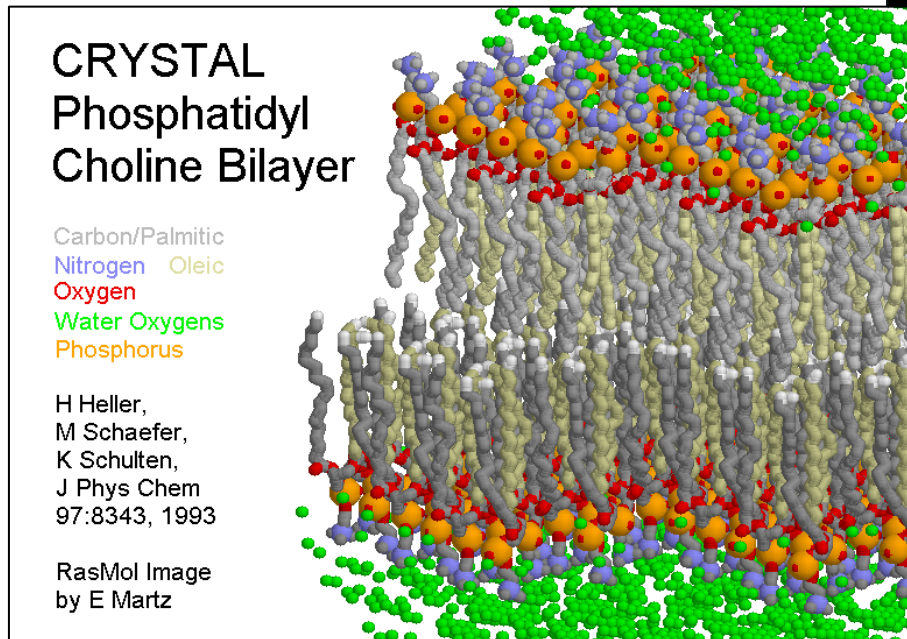 CRYSTAL
Phosphatidyl
Choline Bilayer
Carbon/Palmitic
Nitrogen Oleic
Oxygen
Water Oxygens
Phosphorus
H Heller,
M Schaefer,
K Schulten,
J Phys Chem
97:8343, 1993
RasMol Image
by E Martz